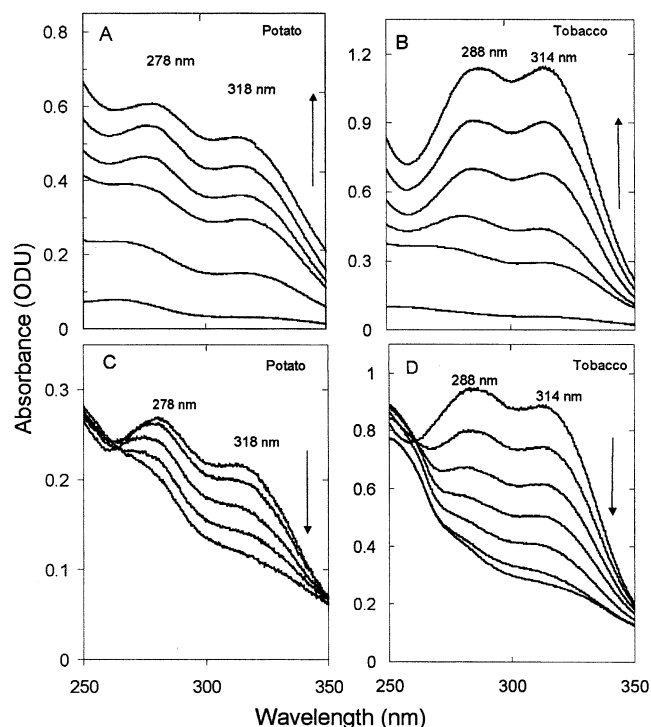 A
Potato
278 nm
318 nm
0.8
0.6
0.4
0.2
0
300
B
Tobacco
288 nm
314 nm
1.2
0.9
0.6
0.3
0
300
Absorbance (ODU)
C
Potato
278 nm
318 nm
0.3
0.2
0.1
0
250
300
350
D
Tobacco
288 nm
314 nm
1
0.8
0.6
0.4
0.2
0
250
300
350
Wavelength (nm)